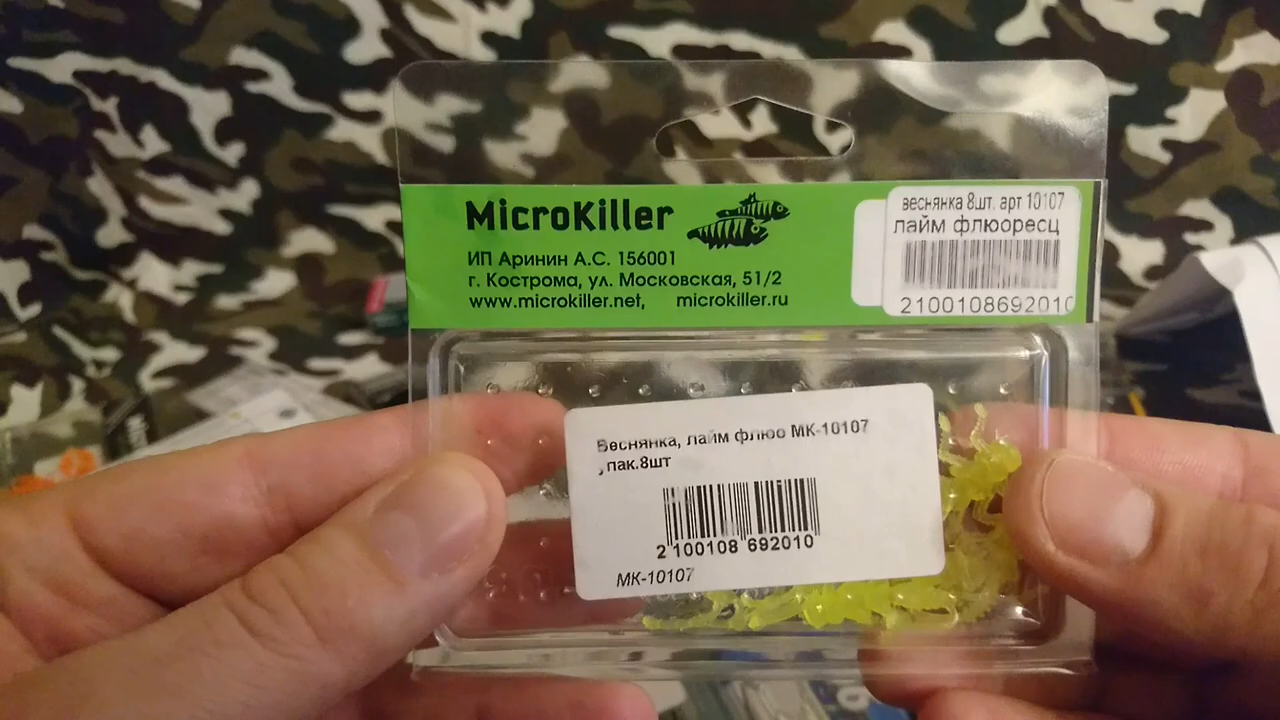 MicroKiller
ИП Аринин А.С. 156001
г. Кострома, ул. Московская, 51/2
www.microkiller.net, microkiller.ru
веснянка 8шт. арт 10107
лайм флюоресц
2100108692010
Веснянка, лайм флюо МК-10107
упак.8шт
2 100108 692010
МК-10107